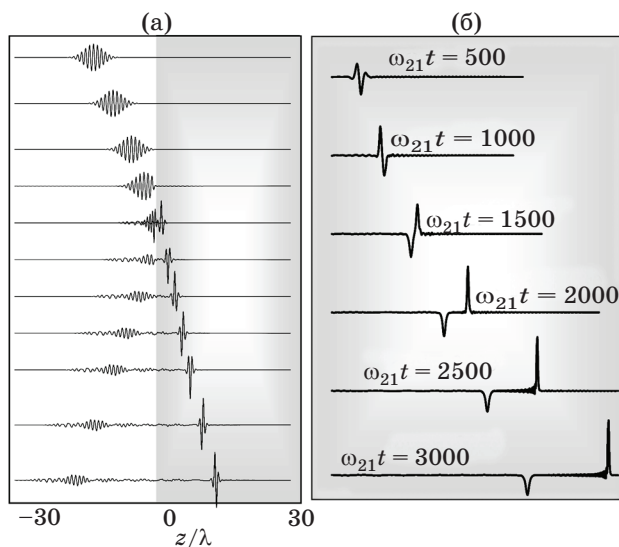 (а)
(б)
ω₂₁t = 500
ω₂₁t = 1000
ω₂₁t = 1500
ω₂₁t = 2000
ω₂₁t = 2500
ω₂₁t = 3000
−30 0 30
z/λ